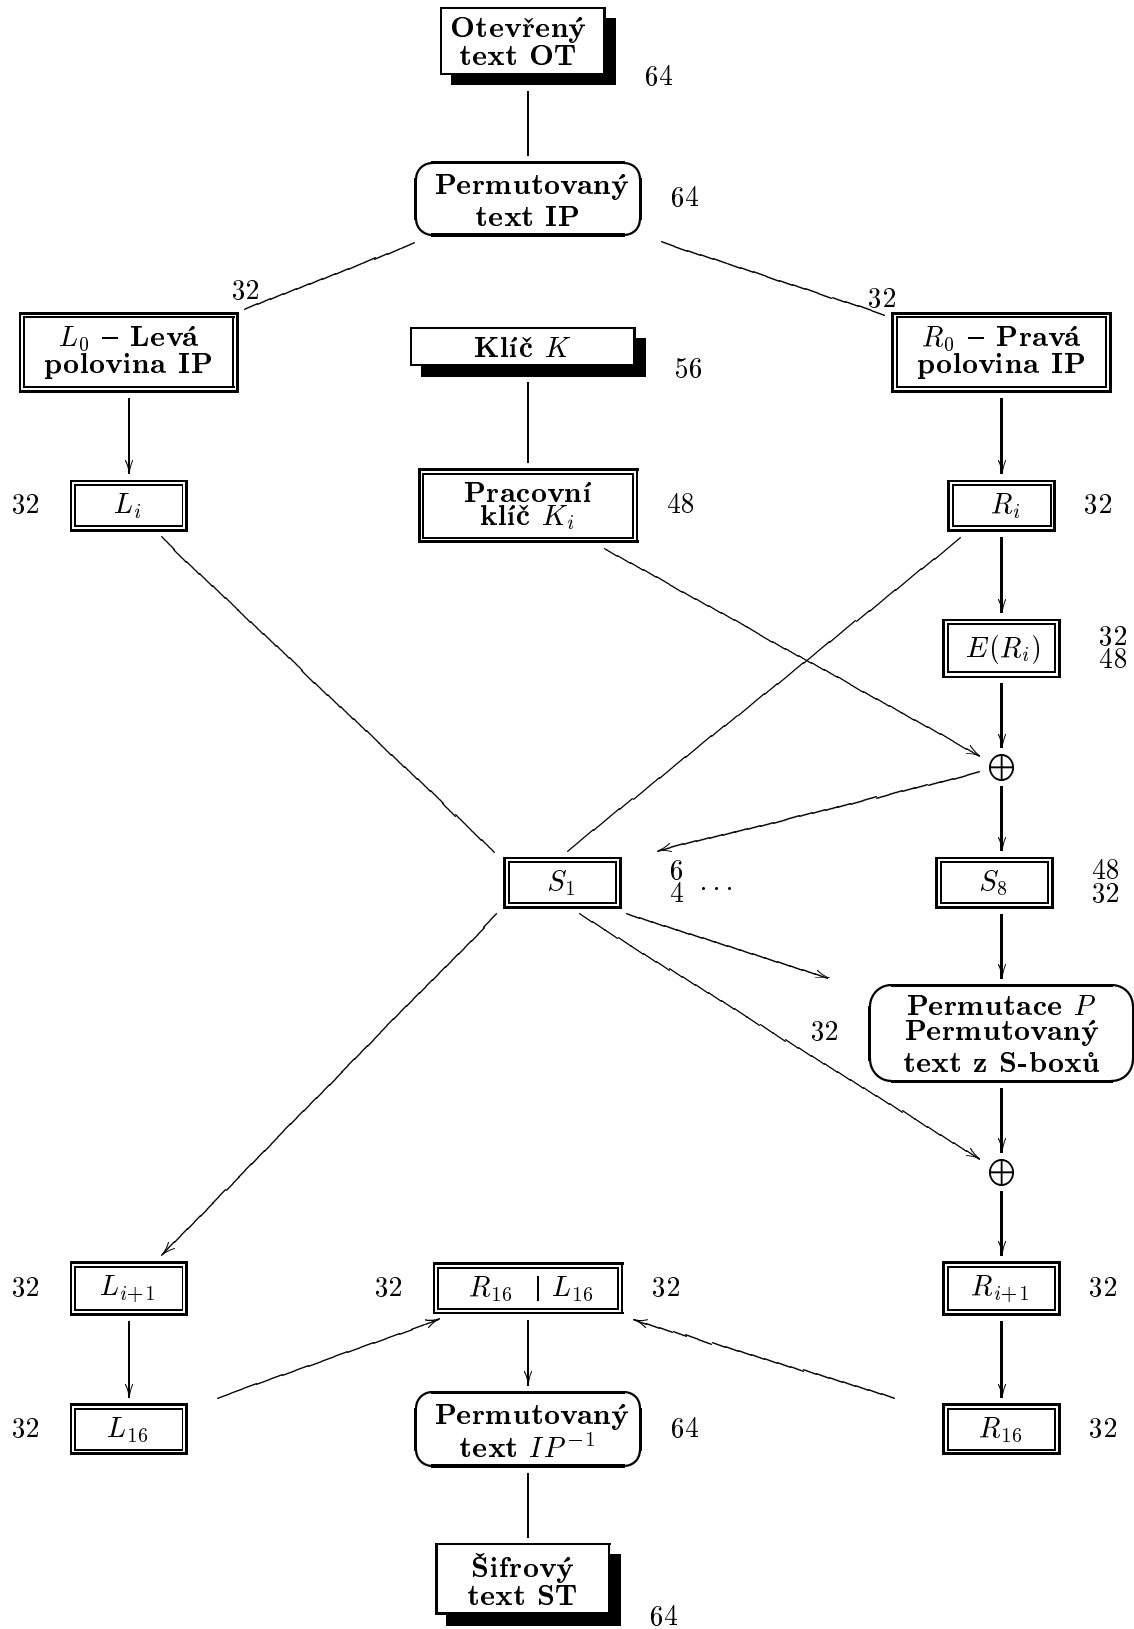 Otevřený
text OT
64
Permutovaný
text IP
64
32
32
L₀ – Levá
polovina IP
Klíč K
56
R₀ – Pravá
polovina IP
32
Lᵢ
Pracovní
klíč Kᵢ
48
Rᵢ
32
E(Rᵢ)
32
48
⊕
S₁
6
4 ...
S₈
48
32
Permutace P
Permutovaný
text z S-boxů
32
⊕
32
Lᵢ₊₁
32
R₁₆ | L₁₆
32
Rᵢ₊₁
32
32
L₁₆
Permutovaný
text IP⁻¹
64
R₁₆
32
Šifrový
text ST
64